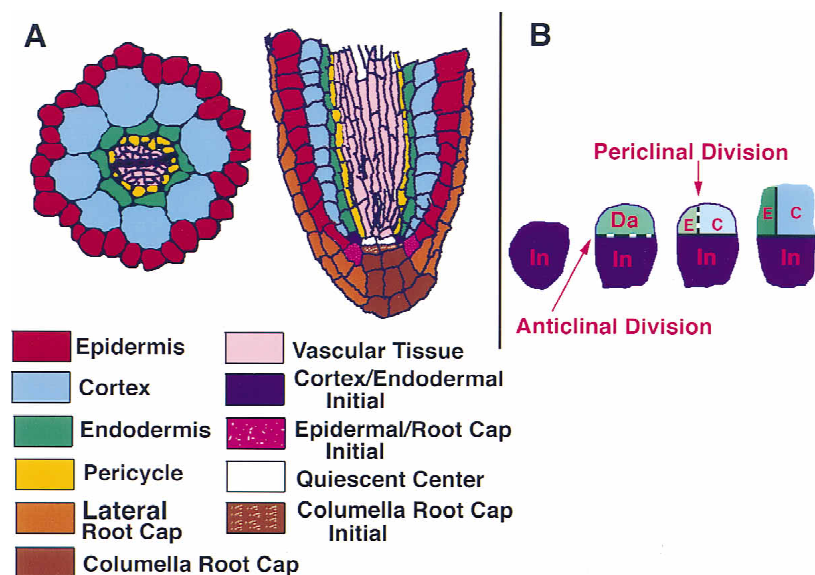 A
B
Periclinal Division
In
Da
In
E C
In
E C
In
Anticlinal Division
Epidermis
Cortex
Endodermis
Pericycle
Lateral
Root Cap
Columella Root Cap
Vascular Tissue
Cortex/Endodermal
Initial
Epidermal/Root Cap
Initial
Quiescent Center
Columella Root Cap
Initial